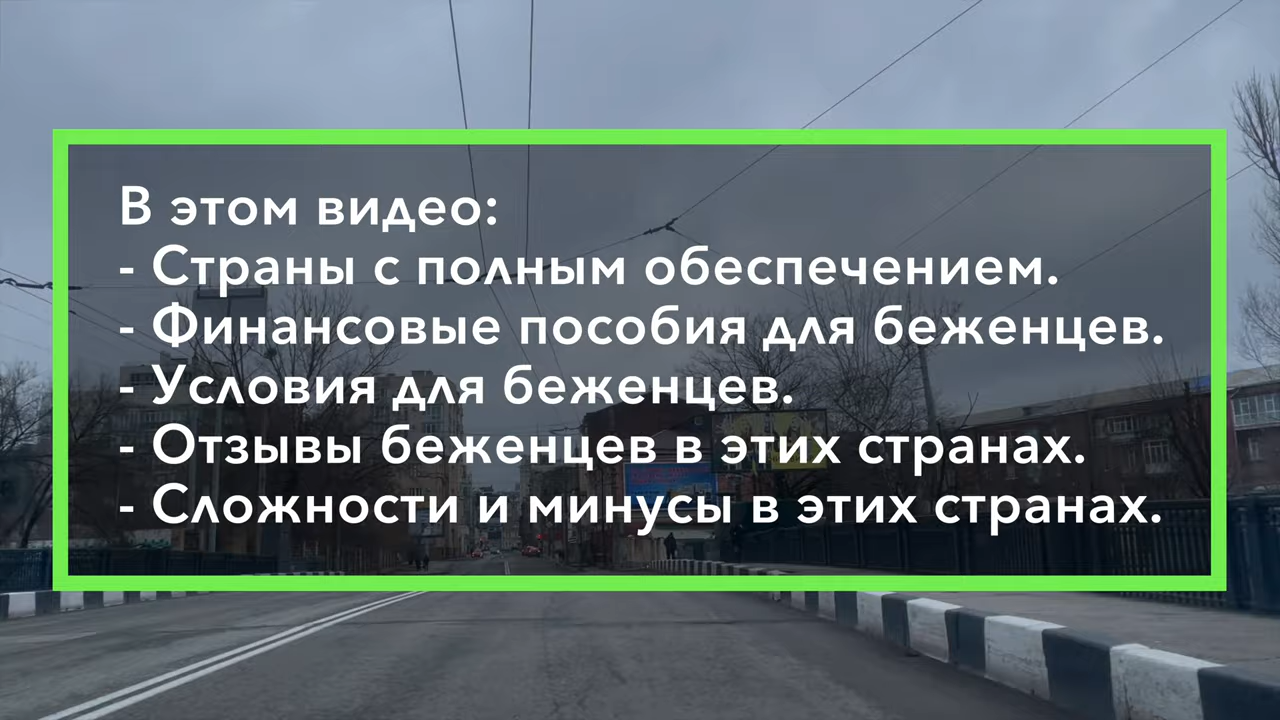 В этом видео:
- Страны с полным обеспечением.
- Финансовые пособия для беженцев.
- Условия для беженцев.
- Отзывы беженцев в этих странах.
- Сложности и минусы в этих странах.